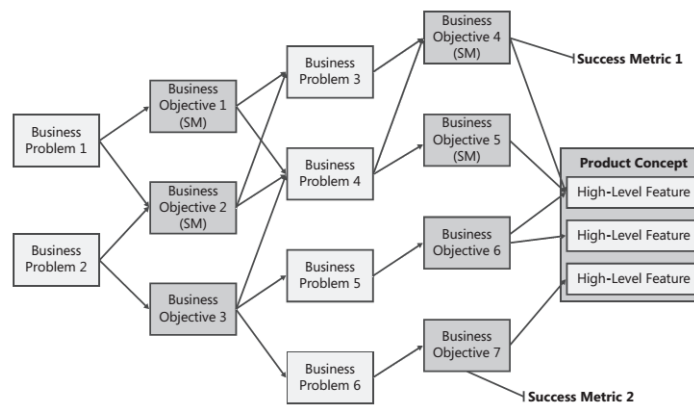 Business
Problem 1
Business
Problem 2
Business
Objective 1
(SM)
Business
Objective 2
(SM)
Business
Objective 3
Business
Problem 3
Business
Problem 4
Business
Problem 5
Business
Problem 6
Business
Objective 4
(SM)
Business
Objective 5
(SM)
Business
Objective 6
Business
Objective 7
Success Metric 1
Product Concept
High-Level Feature
High-Level Feature
High-Level Feature
Success Metric 2